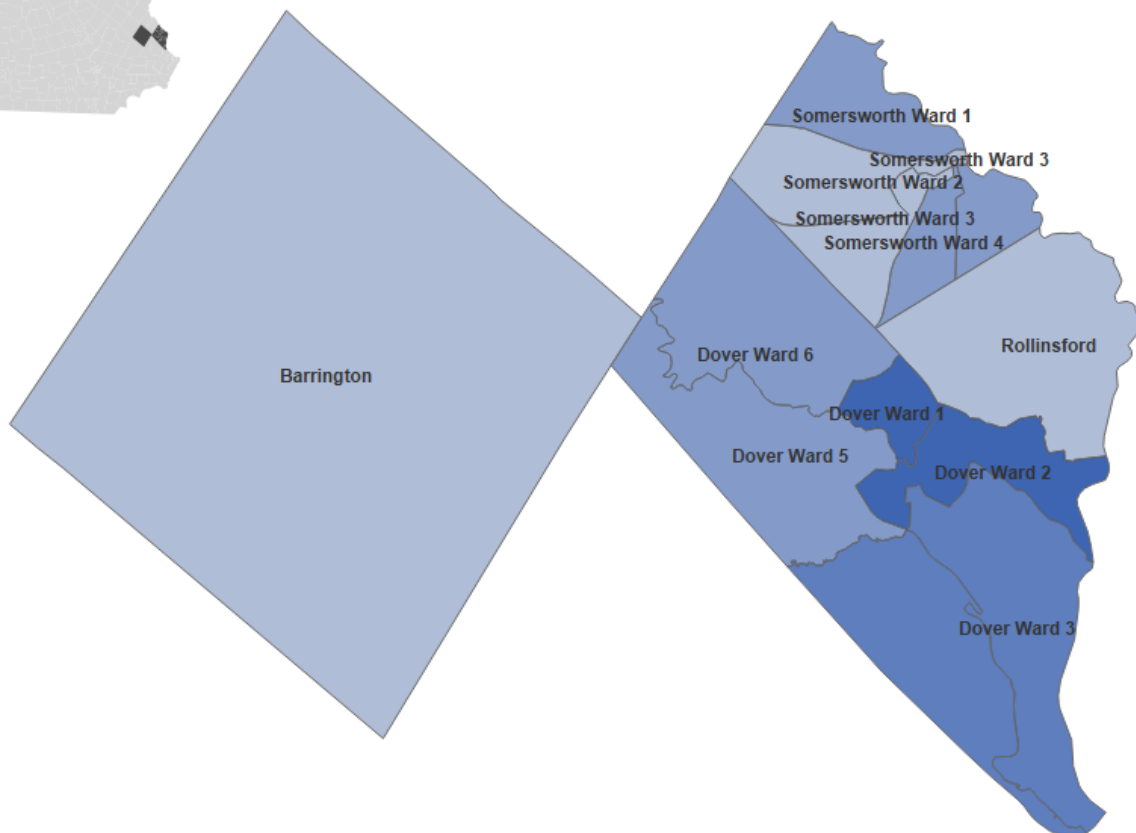 Somersworth Ward 1
Somersworth Ward 3
Somersworth Ward 2
Somersworth Ward 3
Somersworth Ward 4
Rollinsford
Dover Ward 6
Barrington
Dover Ward 1
Dover Ward 5
Dover Ward 2
Dover Ward 3